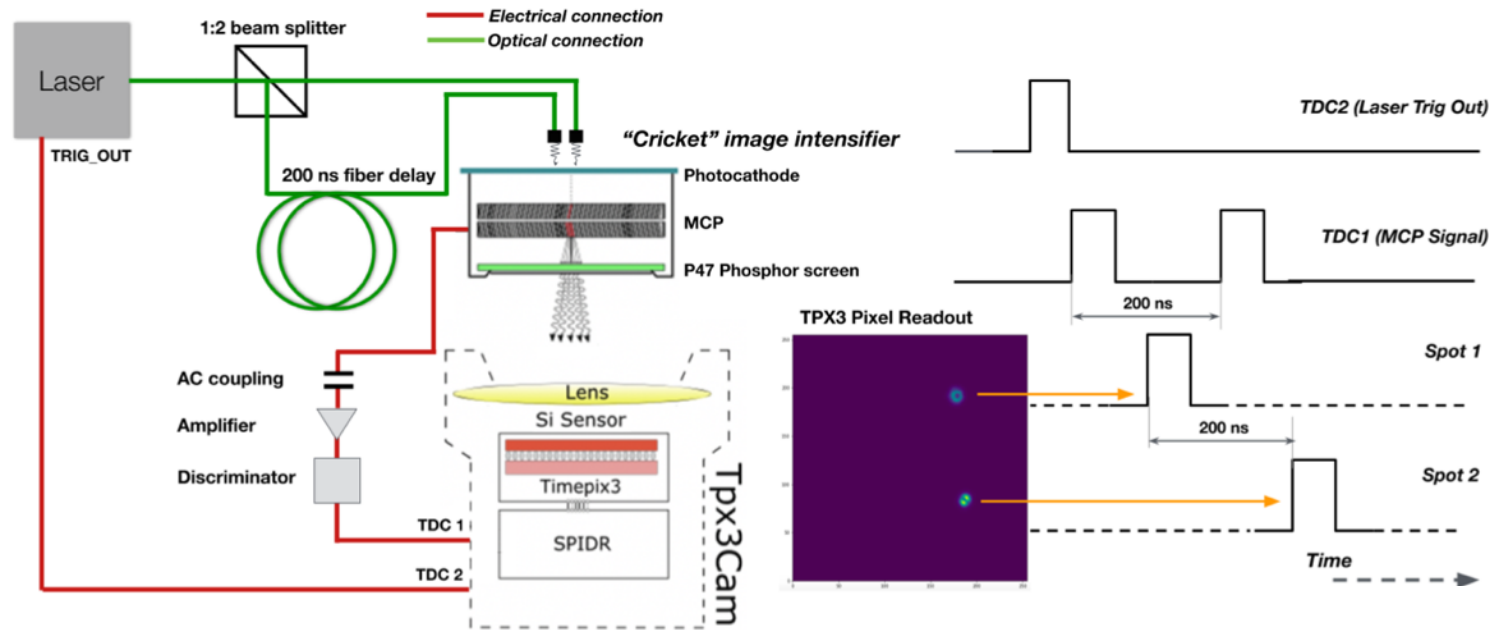 Laser
1:2 beam splitter
Electrical connection
Optical connection
TRIG_OUT
200 ns fiber delay
“Cricket” image intensifier
Photocathode
MCP
P47 Phosphor screen
AC coupling
Amplifier
Discriminator
TDC 1
TDC 2
Lens
Si Sensor
Timepix3
SPIDR
Tpx3Cam
TDC2 (Laser Trig Out)
TDC1 (MCP Signal)
200 ns
TPX3 Pixel Readout
Spot 1
200 ns
Spot 2
Time